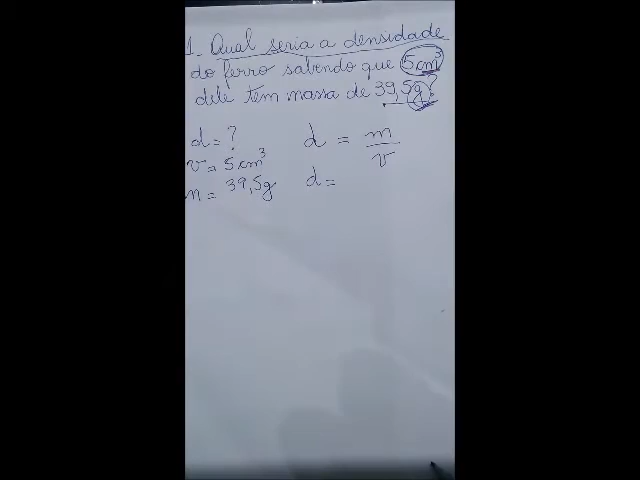 1. Qual seria a densidade
do ferro sabendo que 5cm³
dele tem massa de 39,5g?
d = ?
v = 5cm³
m = 39,5g
d = m
v
d =